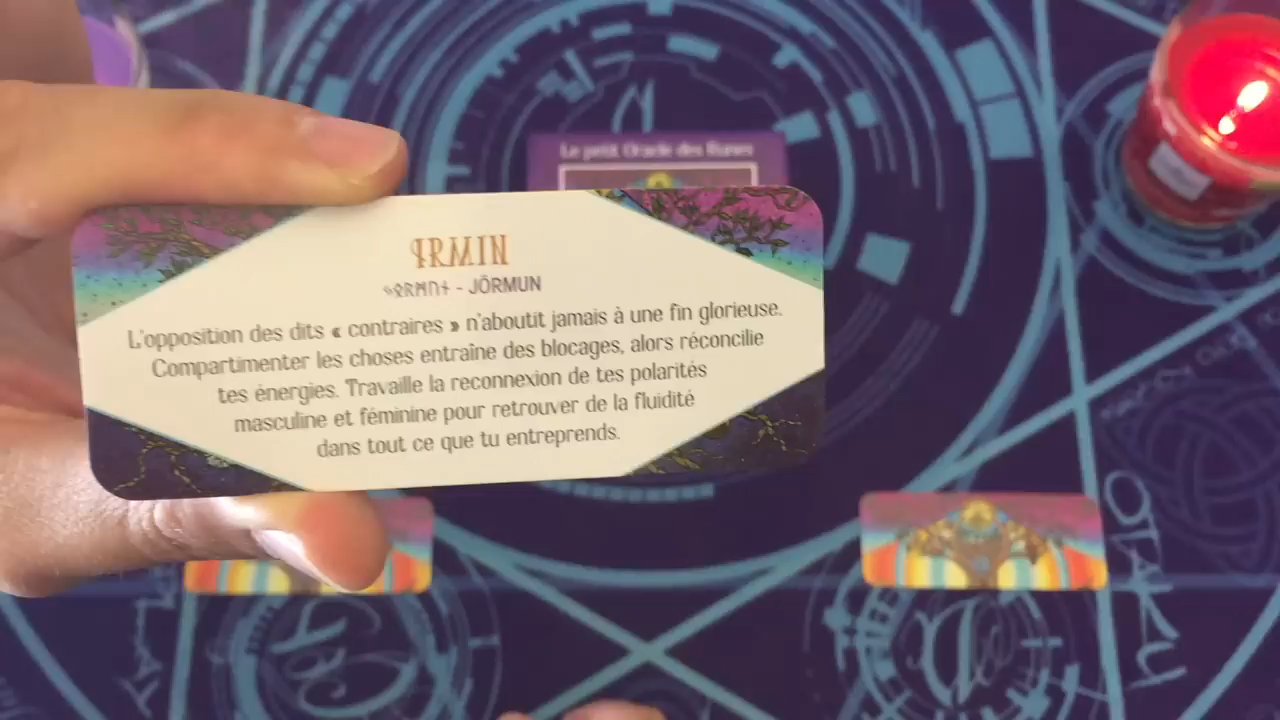 Le petit Oracle des Runes
IRMIN
ᛃᛟᚱᛗᚢᚾ - JÖRMUN
L'opposition des dits « contraires » n'aboutit jamais à une fin glorieuse.
Compartimenter les choses entraîne des blocages, alors réconcilie
tes énergies. Travaille la reconnexion de tes polarités
masculine et féminine pour retrouver de la fluidité
dans tout ce que tu entreprends.
OTAKU